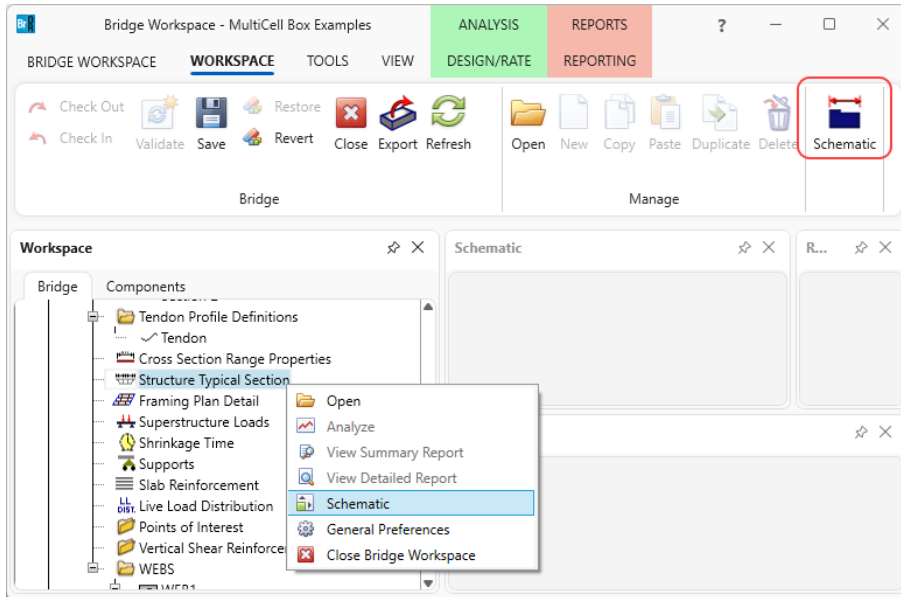 Br R Bridge Workspace - MultiCell Box Examples ANALYSIS REPORTS ?
BRIDGE WORKSPACE WORKSPACE TOOLS VIEW DESIGN/RATE REPORTING
Check Out Restore
Check In Validate Save Revert Close Export Refresh Open New Copy Paste Duplicate Delete Schematic
Bridge Manage
Workspace Schematic R...
Bridge Components
Tendon Profile Definitions
Tendon
Cross Section Range Properties
Structure Typical Section
Framing Plan Detail Open
Superstructure Loads Analyze
Shrinkage Time View Summary Report
Supports View Detailed Report
Slab Reinforcement Schematic
LL DIST. Live Load Distribution General Preferences
Points of Interest Close Bridge Workspace
Vertical Shear Reinforce
WEBS
WEB1